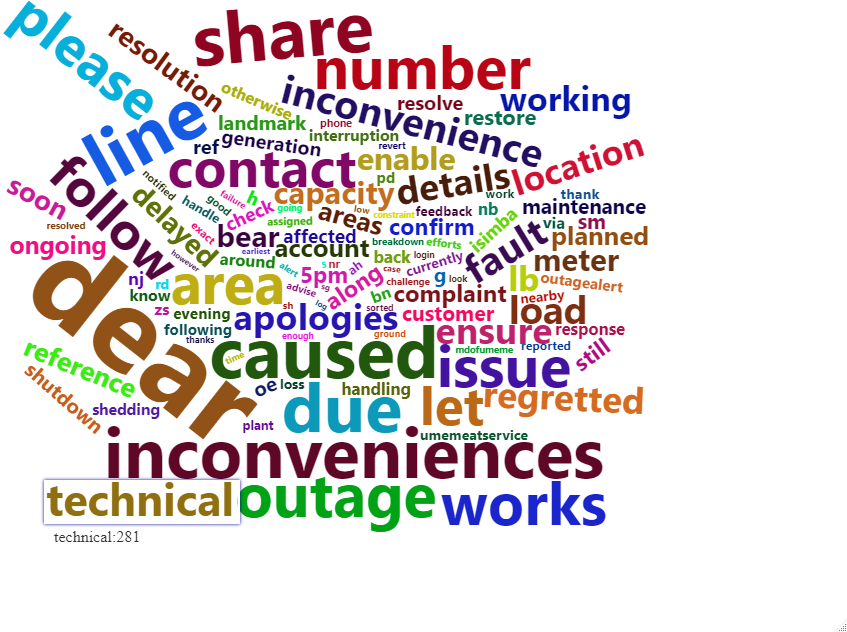 please
share
resolution
number
otherwise
inconvenience
line
landmark
phone
resolve
working
restore
interruption
ref
generation
revert
contact
enable
location
follow
notified
pd
details
soon
delayed
handle
good
failure
h
check
going
capacity
work
thank
resolved
exact
assigned
low
areas
constraint
feedback
nb
maintenance
isimba
via
sm
ongoing
however
bear
affected
confirm
fault
planned
earliest
account
breakdown
efforts
around
alert
s
nr
ah
back
login
currently
meter
dear
nj
rd
area
5pm
advise
sg
along
case
challenge
g
look
lb
outagealert
know
zs
evening
sh
log
bn
sorted
complaint
nearby
load
following
thanks
apologies
enough
ground
customer
ensure
response
reference
caused
time
mdofumeme
reported
still
shutdown
oe
loss
handling
issue
shedding
plant
due
let
regretted
umemeatservice
inconveniences
technical
outage
works
technical:281